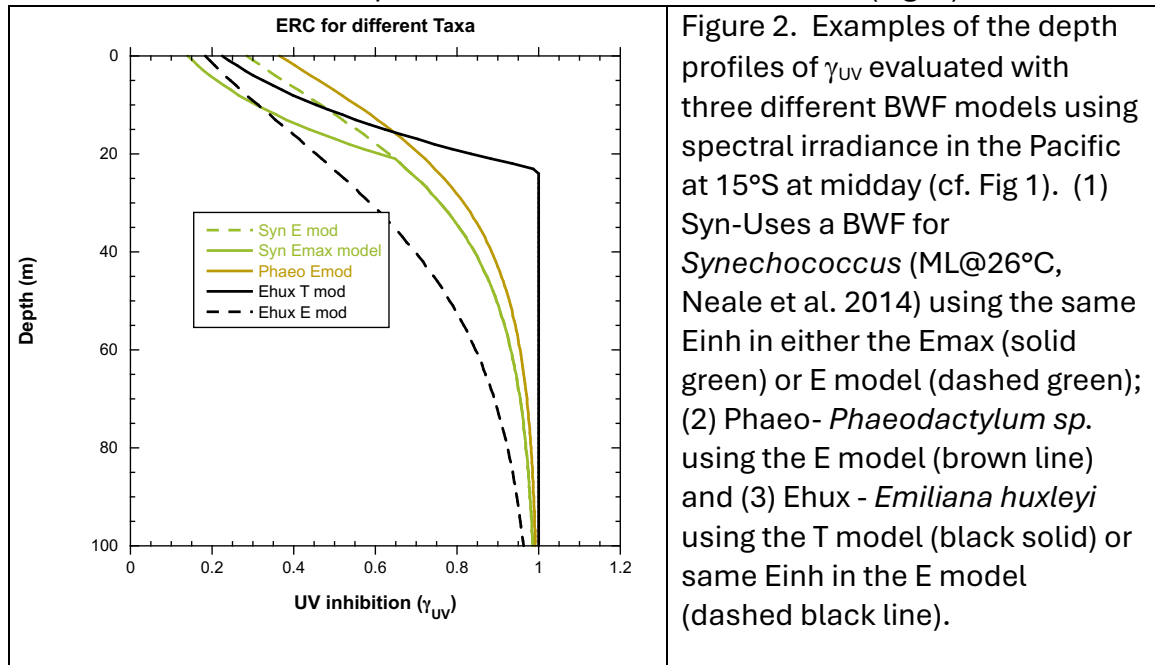 ERC for different Taxa
0
20
40
60
80
100
Depth (m)
Syn E mod
Syn Emax model
Phaeo Emod
Ehux T mod
Ehux E mod
0 0.2 0.4 0.6 0.8 1 1.2
UV inhibition (γUV)
Figure 2. Examples of the depth
profiles of γUV evaluated with
three different BWF models using
spectral irradiance in the Pacific
at 15°S at midday (cf. Fig 1). (1)
Syn-Uses a BWF for
Synechococcus (ML@26°C,
Neale et al. 2014) using the same
Einh in either the Emax (solid
green) or E model (dashed green);
(2) Phaeo- Phaeodactylum sp.
using the E model (brown line)
and (3) Ehux - Emiliana huxleyi
using the T model (black solid) or
same Einh in the E model
(dashed black line).